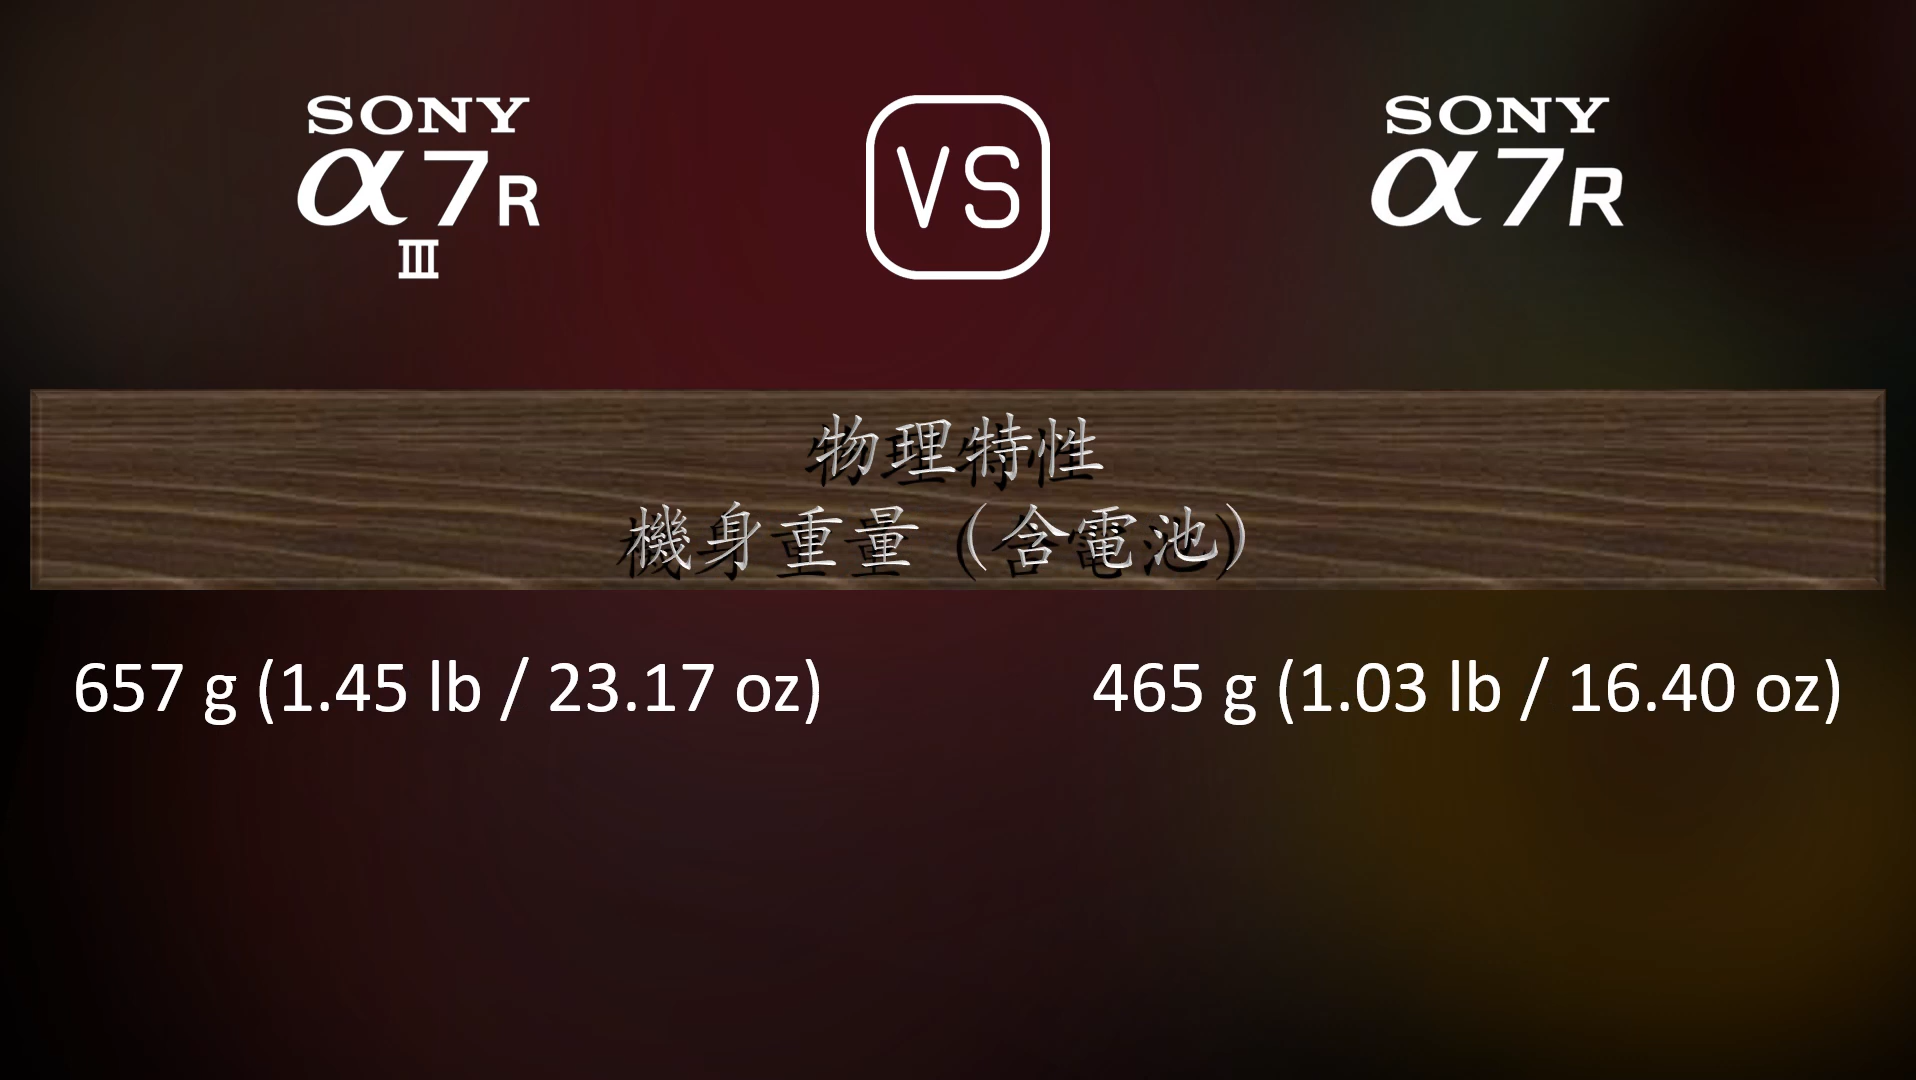 SONY
α7R
III
VS
SONY
α7R
物理特性
機身重量（含電池）
657 g (1.45 lb / 23.17 oz)
465 g (1.03 lb / 16.40 oz)